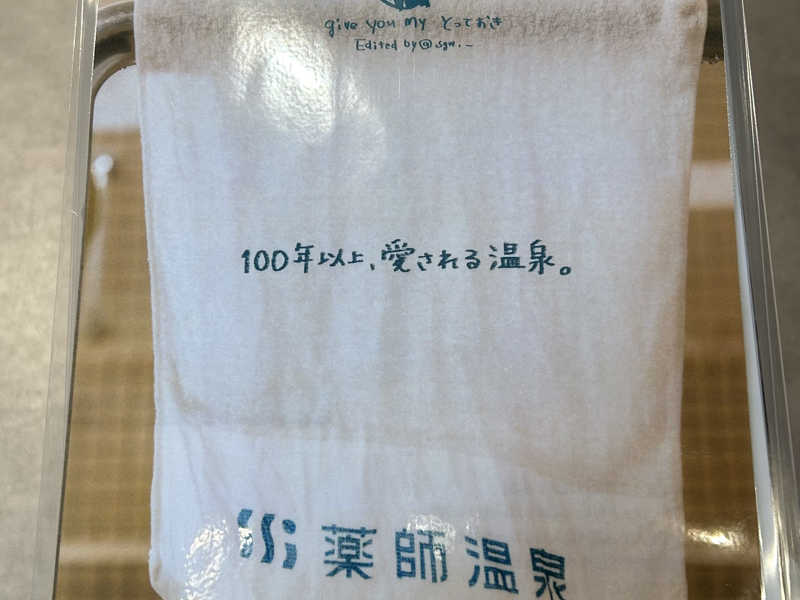 give you my とっておき
Edited by @sgw._
100年以上、愛される温泉。
薬師温泉